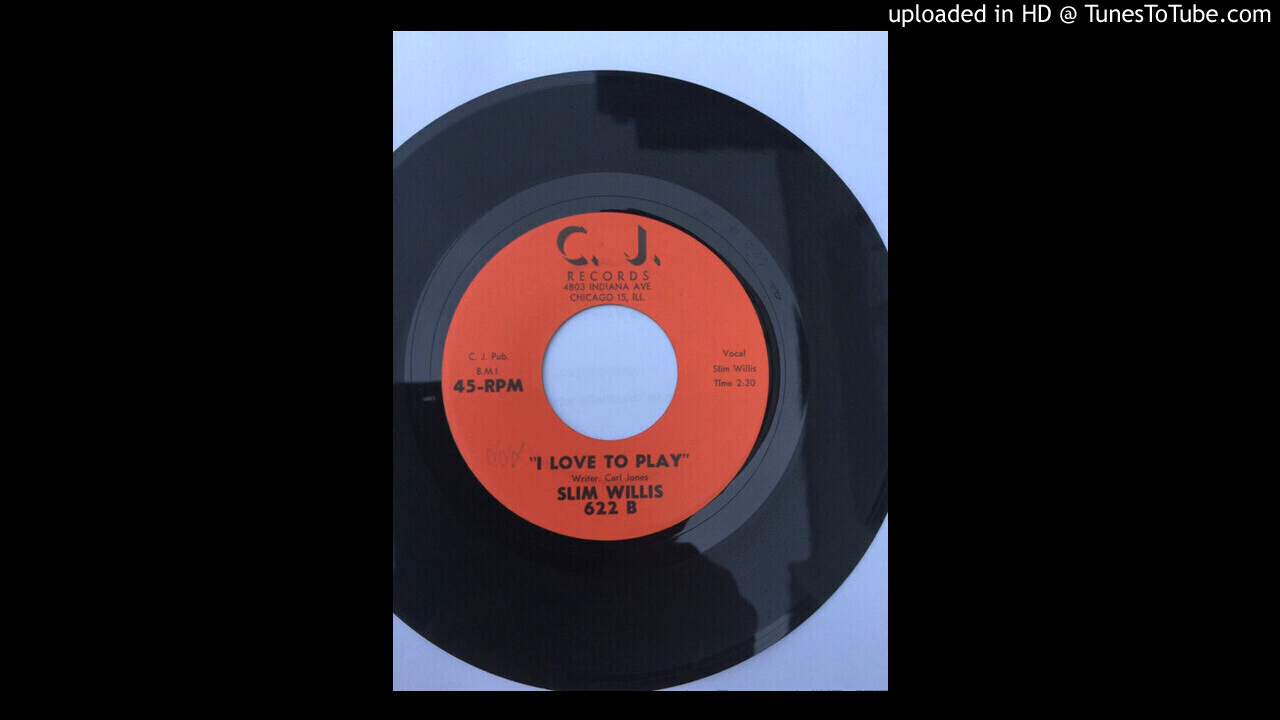 uploaded in HD @ TunesToTube.com
C. J.
RECORDS
4803 INDIANA AVE.
CHICAGO 15, ILL.
C. J. Pub.
B.M.I.
45-RPM
Vocal
Slim Willis
Time 2:30
"I LOVE TO PLAY"
Writer. Carl Jones
SLIM WILLIS
622 B